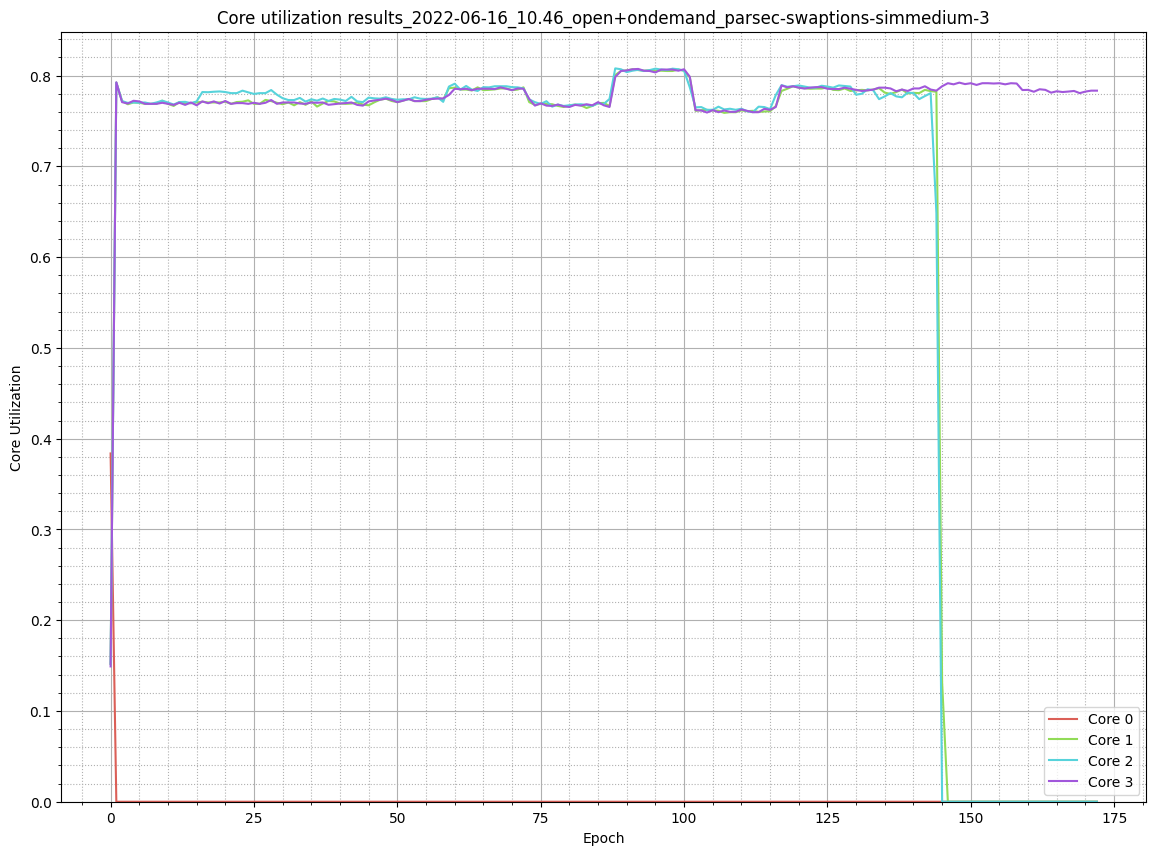 Core utilization results_2022-06-16_10.46_open+ondemand_parsec-swaptions-simmedium-3
Core Utilization
0.8
0.7
0.6
0.5
0.4
0.3
0.2
0.1
0.0
Core 0
Core 1
Core 2
Core 3
0 25 50 75 100 125 150 175
Epoch